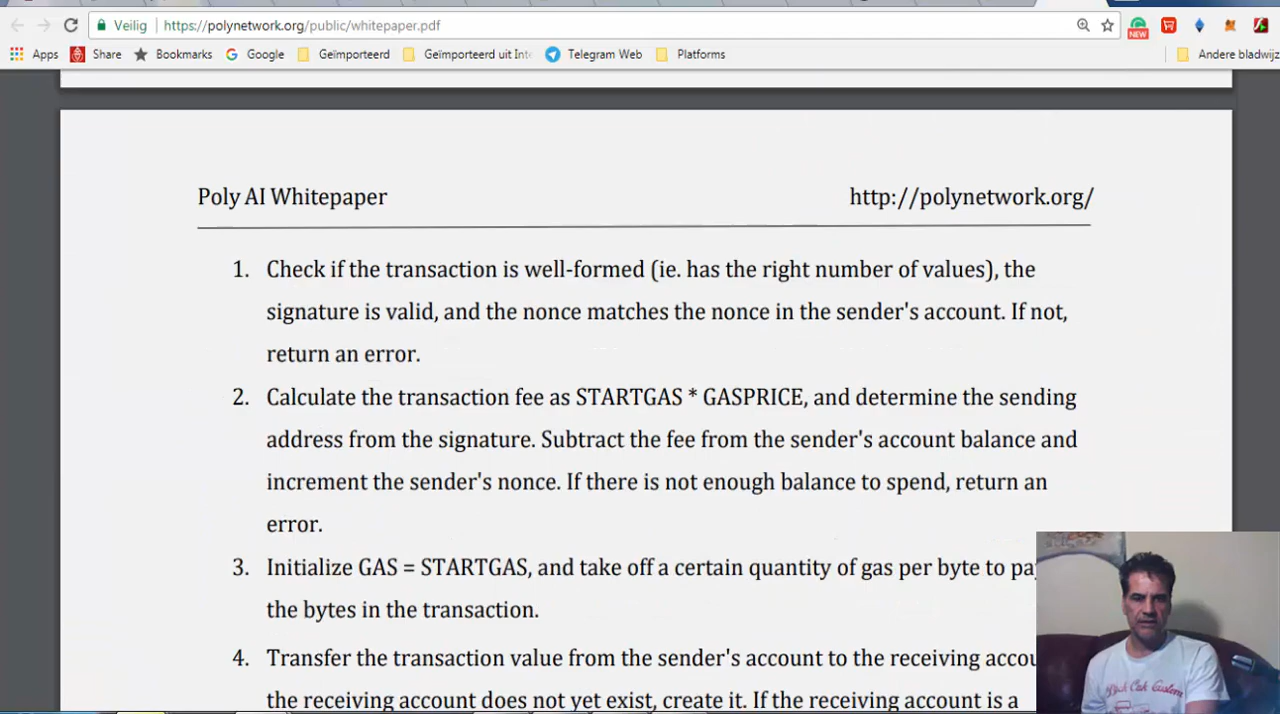 Veilig
https://polynetwork.org/public/whitepaper.pdf
NEW
Apps
Share
Bookmarks
Google
Geïmporteerd
Geïmporteerd uit Inte
Telegram Web
Platforms
Andere bladwijz
Poly AI Whitepaper
http://polynetwork.org/
1. Check if the transaction is well-formed (ie. has the right number of values), the
signature is valid, and the nonce matches the nonce in the sender's account. If not,
return an error.
2. Calculate the transaction fee as STARTGAS * GASPRICE, and determine the sending
address from the signature. Subtract the fee from the sender's account balance and
increment the sender's nonce. If there is not enough balance to spend, return an
error.
3. Initialize GAS = STARTGAS, and take off a certain quantity of gas per byte to pa
the bytes in the transaction.
4. Transfer the transaction value from the sender's account to the receiving accou
the receiving account does not yet exist, create it. If the receiving account is a
Black Oak Customs